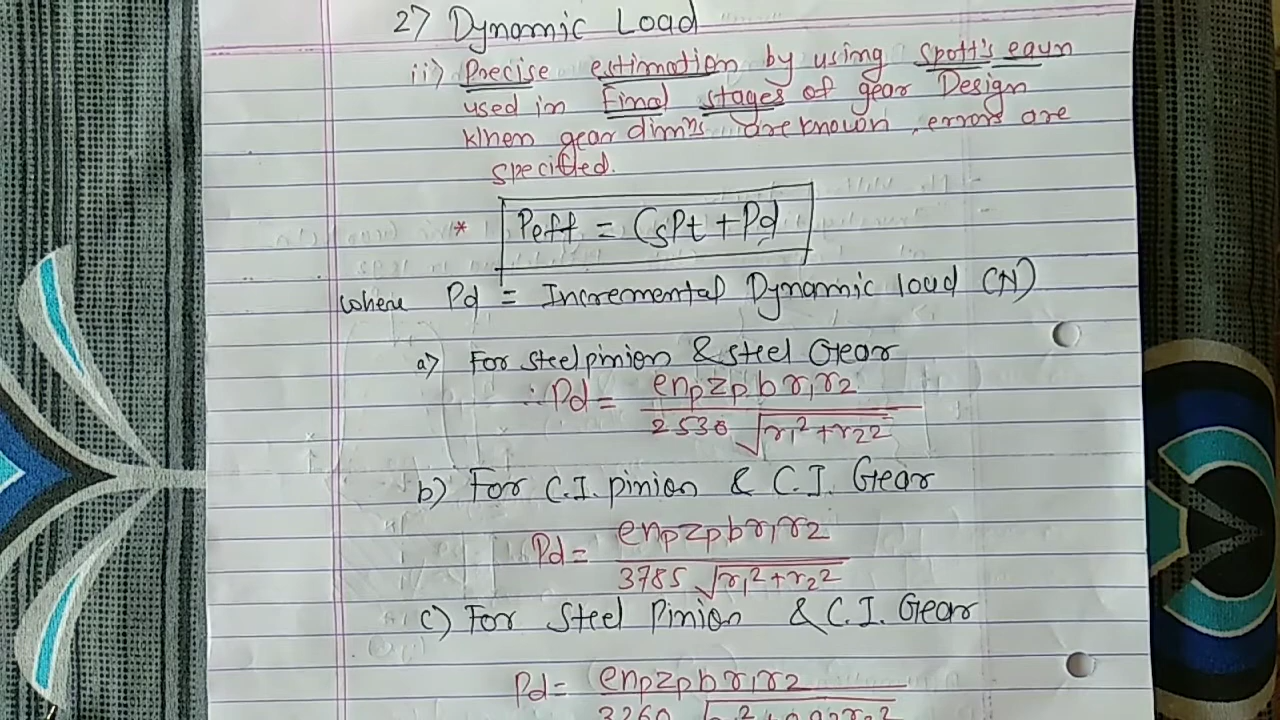 2) Dynamic Load
ii) Precise estimation by using Spott's equn
used in Final stages of gear Design
When gear dimns are known, errors are
specified.
* Peff = CsPt + Pd
where Pd = Incremental Dynamic load (N)
a) For steel pinion & steel Gear
∴ Pd = enpzpbr1r2 / 2530 √r1²+r2²
b) For C.I. pinion & C.I. Gear
Pd = enpzpbr1r2 / 3785 √r1²+r2²
c) For Steel Pinion & C.I. Gear
Pd = enpzpbr1r2 / 3260